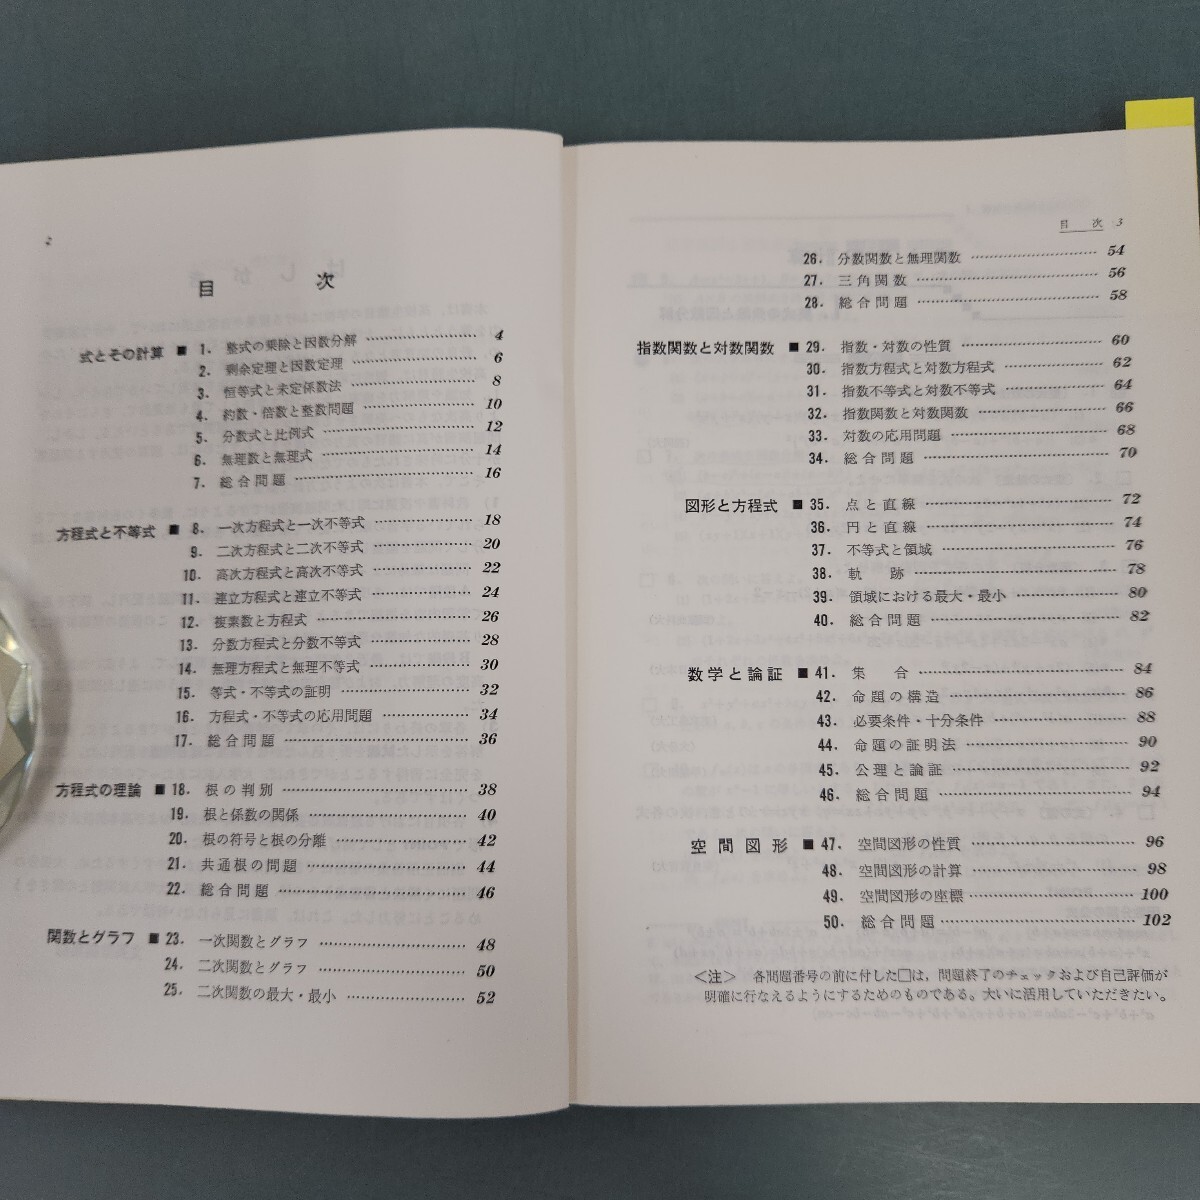 2
目次
式とその計算 ■ 1. 整式の乗除と因数分解 4
2. 剰余定理と因数定理 6
3. 恒等式と未定係数法 8
4. 約数・倍数と整数問題 10
5. 分数式と比例式 12
6. 無理数と無理式 14
7. 総合問題 16
方程式と不等式 ■ 8. 一次方程式と一次不等式 18
9. 二次方程式と二次不等式 20
10. 高次方程式と高次不等式 22
11. 連立方程式と連立不等式 24
12. 複素数と方程式 26
13. 分数方程式と分数不等式 28
14. 無理方程式と無理不等式 30
15. 等式・不等式の証明 32
16. 方程式・不等式の応用問題 34
17. 総合問題 36
方程式の理論 ■ 18. 根の判別 38
19. 根と係数の関係 40
20. 根の符号と根の分離 42
21. 共通根の問題 44
22. 総合問題 46
関数とグラフ ■ 23. 一次関数とグラフ 48
24. 二次関数とグラフ 50
25. 二次関数の最大・最小 52
目次 3
26. 分数関数と無理関数 54
27. 三角関数 56
28. 総合問題 58
指数関数と対数関数 ■ 29. 指数・対数の性質 60
30. 指数方程式と対数方程式 62
31. 指数不等式と対数不等式 64
32. 指数関数と対数関数 66
33. 対数の応用問題 68
34. 総合問題 70
図形と方程式 ■ 35. 点と直線 72
36. 円と直線 74
37. 不等式と領域 76
38. 軌跡 78
39. 領域における最大・最小 80
40. 総合問題 82
数学と論証 ■ 41. 集合 84
42. 命題の構造 86
43. 必要条件・十分条件 88
44. 命題の証明法 90
45. 公理と論証 92
46. 総合問題 94
空間図形 ■ 47. 空間図形の性質 96
48. 空間図形の計算 98
49. 空間図形の座標 100
50. 総合問題 102
＜注＞ 各問題番号の前に付した□は，問題終了のチェックおよび自己評価が
明確に行なえるようにするためのものである。大いに活用していただきたい。